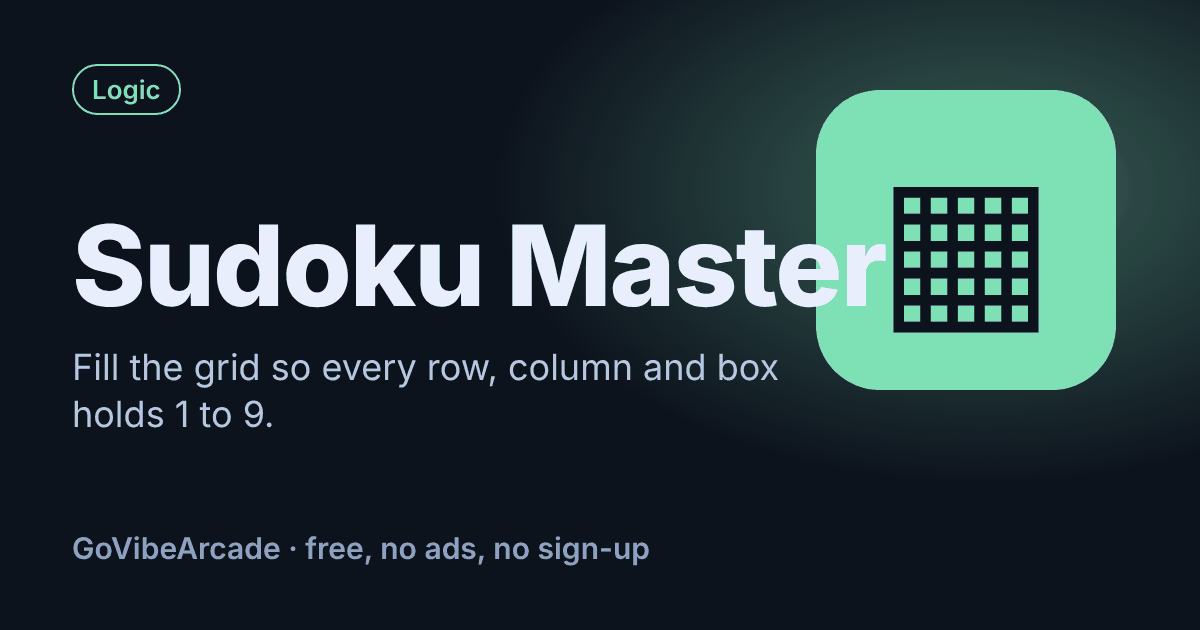 Logic
Sudoku Master
Fill the grid so every row, column and box
holds 1 to 9.
GoVibeArcade · free, no ads, no sign-up